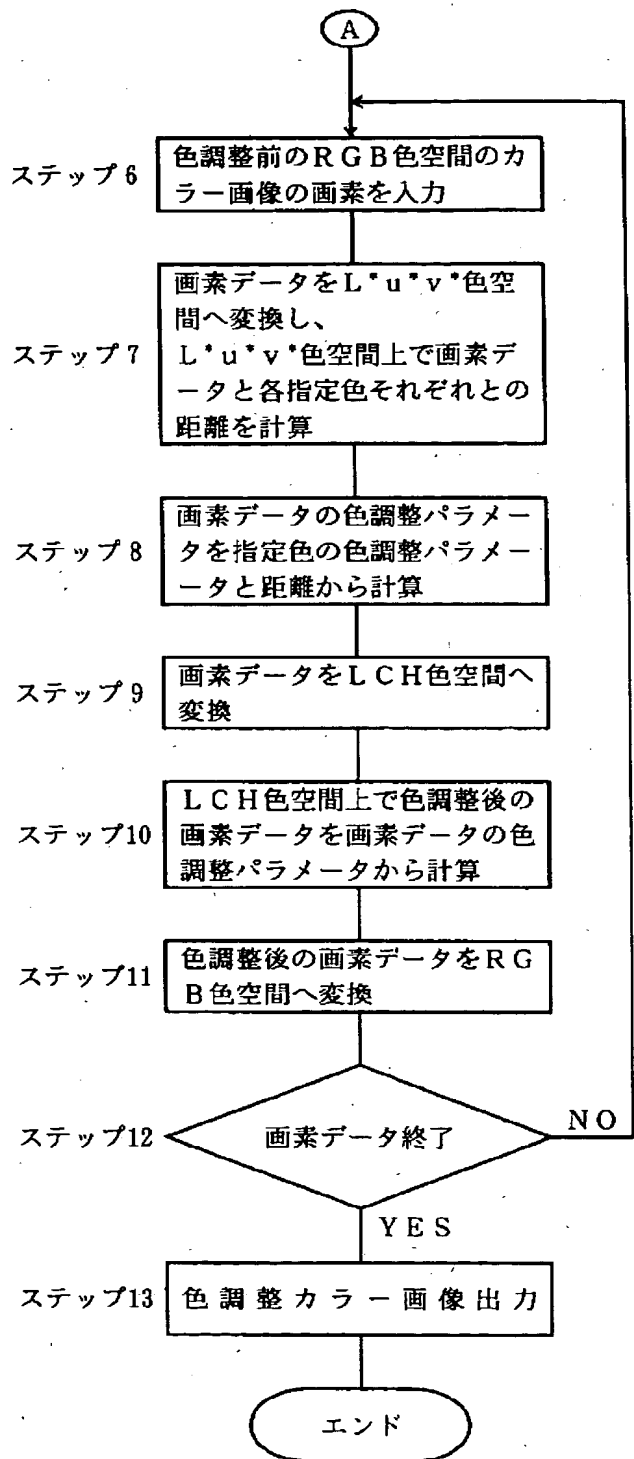 A
ステップ6
色調整前のRGB色空間のカ
ラー画像の画素を入力
ステップ7
画素データをL*u*v*色空
間へ変換し、
L*u*v*色空間上で画素デ
ータと各指定色それぞれとの
距離を計算
ステップ8
画素データの色調整パラメー
タを指定色の色調整パラメー
タと距離から計算
ステップ9
画素データをLCH色空間へ
変換
ステップ10
LCH色空間上で色調整後の
画素データを画素データの色
調整パラメータから計算
ステップ11
色調整後の画素データをRG
B色空間へ変換
ステップ12
画素データ終了
NO
YES
ステップ13
色調整カラー画像出力
エンド